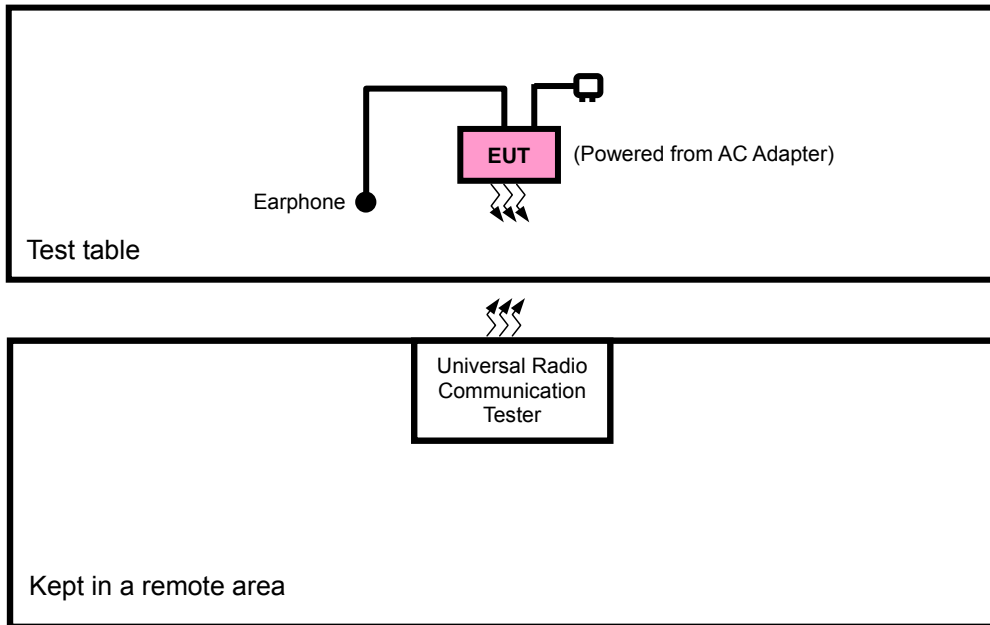 EUT
(Powered from AC Adapter)
Earphone
Test table
Universal Radio
Communication
Tester
Kept in a remote area